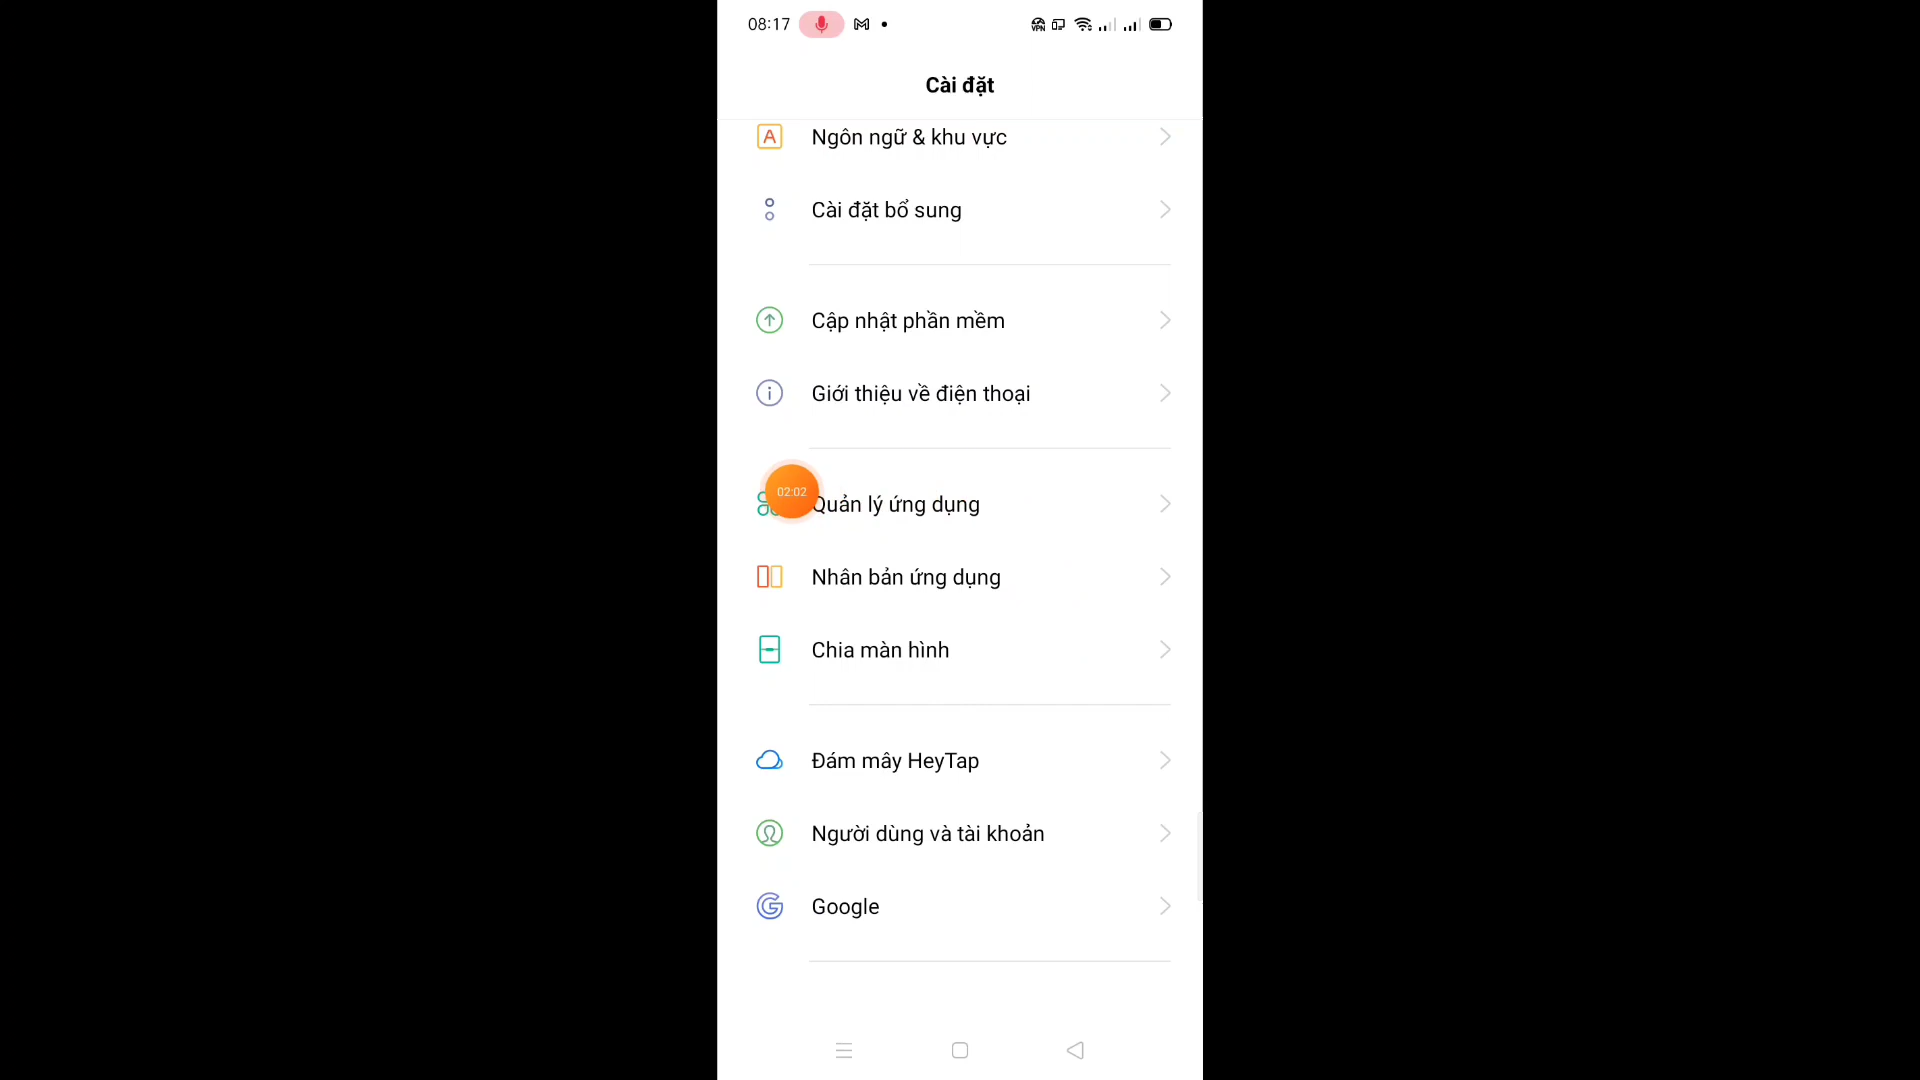 08:17
VPN
Cài đặt
A Ngôn ngữ & khu vực
Cài đặt bổ sung
Cập nhật phần mềm
Giới thiệu về điện thoại
02:02
Quản lý ứng dụng
Nhân bản ứng dụng
Chia màn hình
Đám mây HeyTap
Người dùng và tài khoản
Google